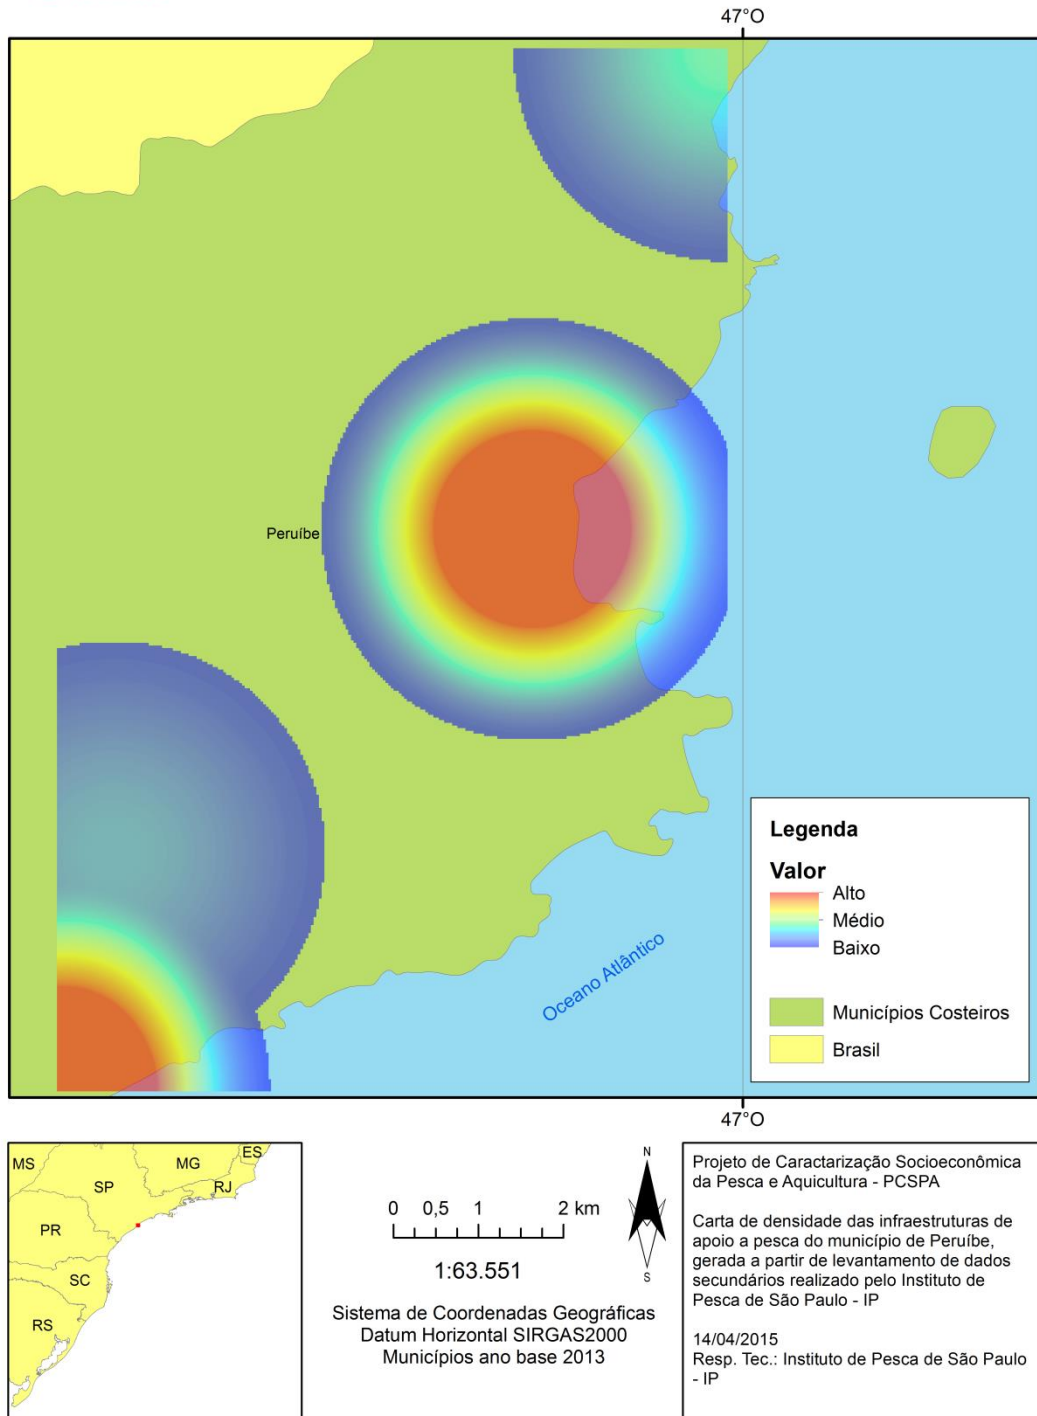 47°O
Peruíbe
Oceano Atlântico
Legenda
Valor
Alto
Médio
Baixo
Municípios Costeiros
Brasil
47°O
MS
MG
ES
SP
RJ
PR
SC
RS
0 0,5 1 2 km
1:63.551
Sistema de Coordenadas Geográficas
Datum Horizontal SIRGAS2000
Municípios ano base 2013
N
S
Projeto de Caractarização Socioeconômica
da Pesca e Aquicultura - PCSPA
Carta de densidade das infraestruturas de
apoio a pesca do município de Peruíbe,
gerada a partir de levantamento de dados
secundários realizado pelo Instituto de
Pesca de São Paulo - IP
14/04/2015
Resp. Tec.: Instituto de Pesca de São Paulo
- IP